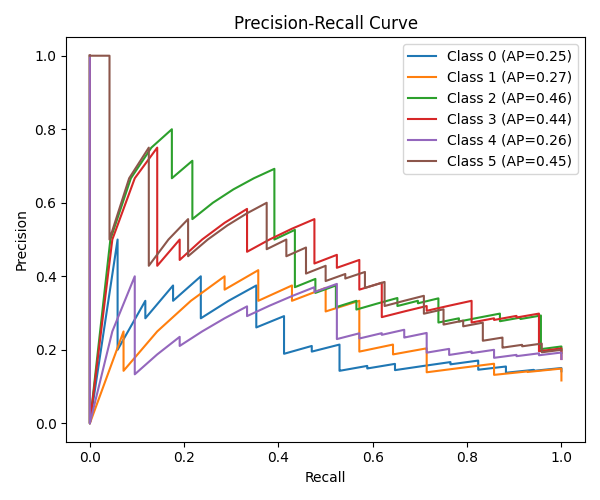 Precision-Recall Curve
Class 0 (AP=0.25)
Class 1 (AP=0.27)
Class 2 (AP=0.46)
Class 3 (AP=0.44)
Class 4 (AP=0.26)
Class 5 (AP=0.45)
Precision
1.0
0.8
0.6
0.4
0.2
0.0
0.0 0.2 0.4 0.6 0.8 1.0
Recall